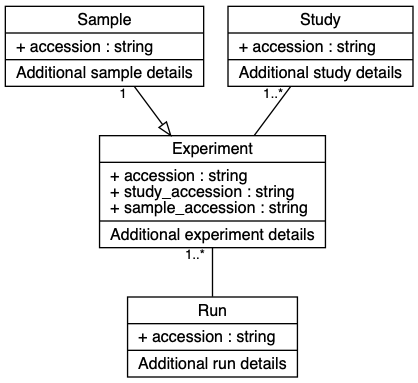 Sample
+ accession : string
Additional sample details
Study
+ accession : string
Additional study details
1
1..*
Experiment
+ accession : string
+ study_accession : string
+ sample_accession : string
Additional experiment details
1..*
Run
+ accession : string
Additional run details